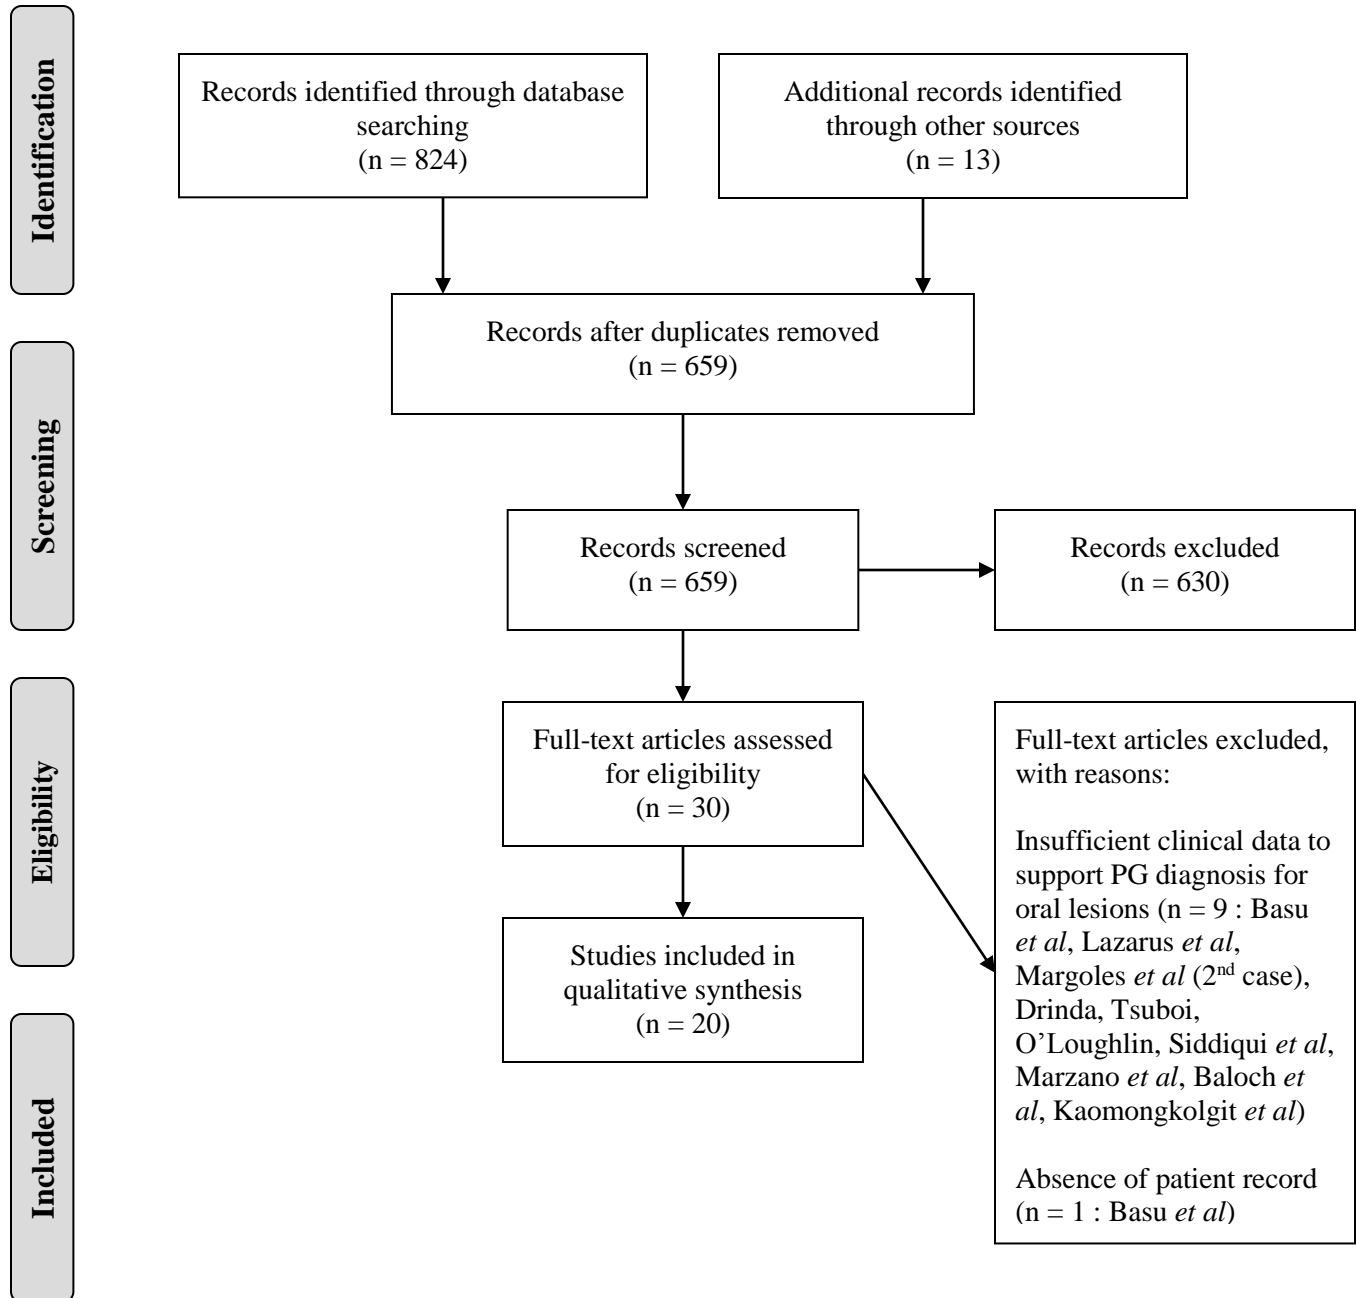 Identification
Records identified through database
searching
(n = 824)
Additional records identified
through other sources
(n = 13)
Records after duplicates removed
(n = 659)
Screening
Records screened
(n = 659)
Records excluded
(n = 630)
Eligibility
Full-text articles assessed
for eligibility
(n = 30)
Full-text articles excluded,
with reasons:
Insufficient clinical data to
support PG diagnosis for
oral lesions (n = 9 : Basu
et al, Lazarus et al,
Margoles et al (2nd case),
Drinda, Tsuboi,
O’Loughlin, Siddiqui et al,
Marzano et al, Baloch et
al, Kaomongkolgit et al)
Absence of patient record
(n = 1 : Basu et al)
Included
Studies included in
qualitative synthesis
(n = 20)